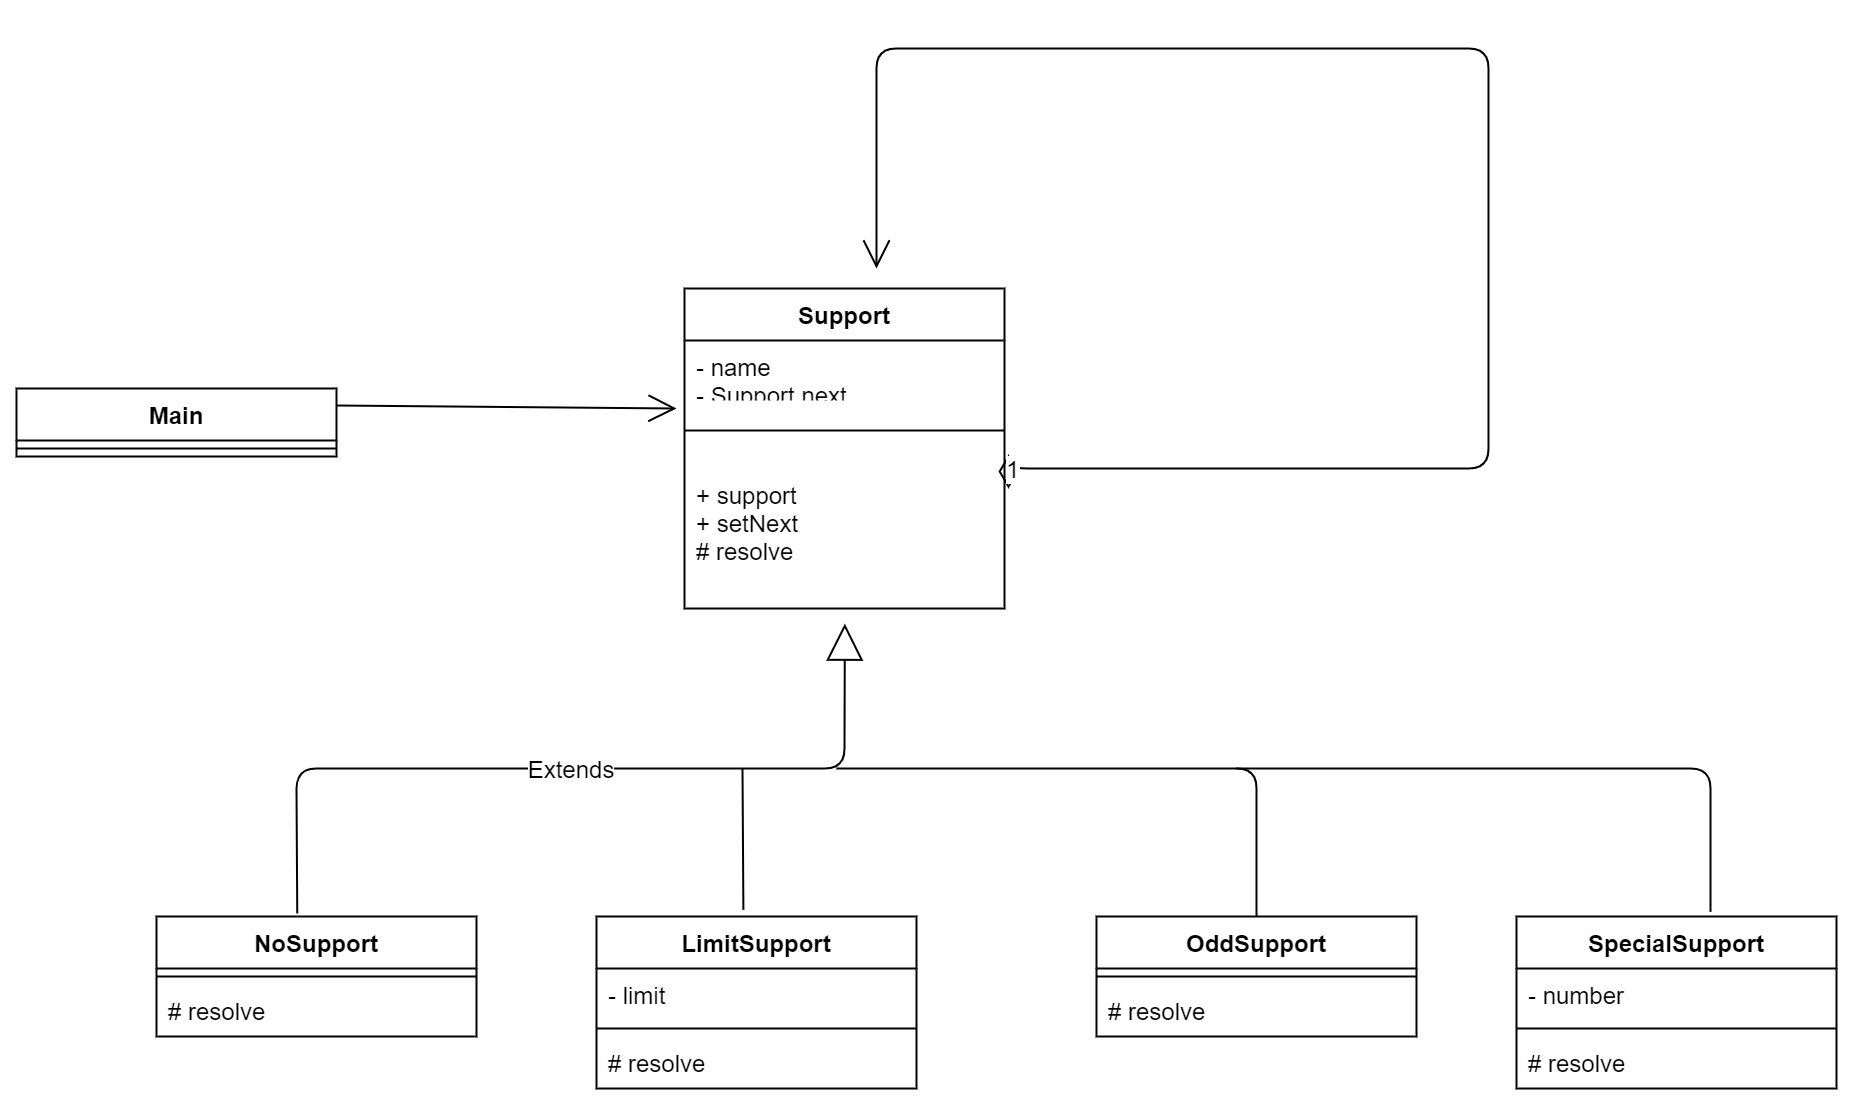 Support
- name
- Support next
Main
1
+ support
+ setNext
# resolve
Extends
NoSupport
# resolve
LimitSupport
- limit
# resolve
OddSupport
# resolve
SpecialSupport
- number
# resolve